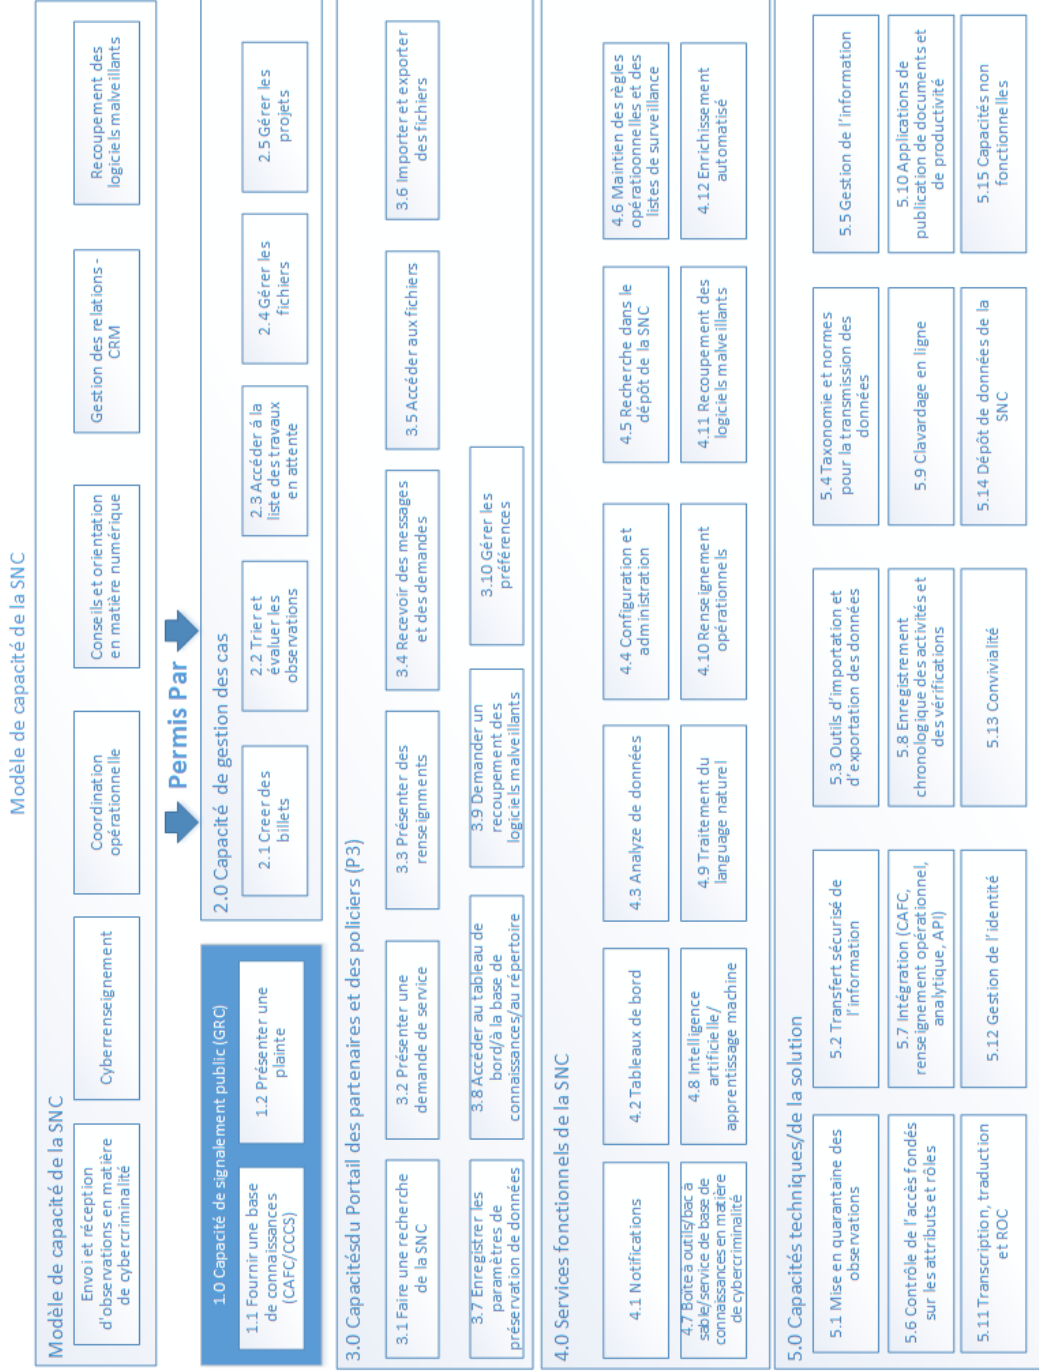 Modèle de capacité de la SNC
Modèle de capacité de la SNC
Envoi et réception
d'observations en matière
de cybercriminalité
Cyberrenseignement
Coordination
opérationnelle
Conseils et orientation
en matière numérique
Gestion des relations -
CRM
Recoupement des
logiciels malveillants
Permis Par
1.0 Capacité de signalement public (GRC)
1.1 Fournir une base
de connaissances
(CAFC/CCCS)
1.2 Présenter une
plainte
2.0 Capacité de gestion des cas
2.1 Creer des
billets
2.2 Trier et
évaluer les
observations
2.3 Accéder á la
liste des travaux
en attente
2.4 Gérer les
fichiers
2.5 Gérer les
projets
3.0 Capacitésdu Portail des partenaires et des policiers (P3)
3.1 Faire une recherche
de la SNC
3.2 Présenter une
demande de service
3.3 Présenter des
renseignments
3.4 Recevoir des messages
et des demandes
3.5 Accéder aux fichiers
3.6 Importer et exporter
des fichiers
3.7 Enregistrer les
paramètres de
préservation de données
3.8 Accéder au tableau de
bord/à la base de
connaissances/au répertoire
3.9 Demander un
recoupement des
logiciels malveillants
3.10 Gérer les
préférences
4.0 Services fonctionnels de la SNC
4.1 Notifications
4.2 Tableaux de bord
4.3 Analyze de données
4.4 Configuration et
administration
4.5 Recherche dans le
dépôt de la SNC
4.6 Maintien des règles
opératioonnelles et des
listes de surveillance
4.7 Boîte à outils/bac à
sable/service de base de
connaissances en matière
de cybercriminalité
4.8 Intelligence
artificielle/
apprentissage machine
4.9 Traitement du
language naturel
4.10 Renseignement
opérationnels
4.11 Recoupement des
logiciels malveillants
4.12 Enrichissement
automatisé
5.0 Capacités techniques/de la solution
5.1 Mise en quarantaine des
observations
5.2 Transfert sécurisé de
l'information
5.3 Outils d'importation et
d'exportation des données
5.4 Taxonomie et normes
pour la transmission des
données
5.5 Gestion de l'information
5.6 Contrôle de l'accès fondés
sur les attributs et rôles
5.7 Intégration (CAFC,
renseignement opérationnel,
analytique, API)
5.8 Enregistrement
chronologique des activités et
des vérifications
5.9 Clavardage en ligne
5.10 Applications de
publication de documents et
de productivité
5.11 Transcription, traduction
et ROC
5.12 Gestion de l'identité
5.13 Convivialité
5.14 Dépôt de données de la
SNC
5.15 Capacités non
fonctionnelles